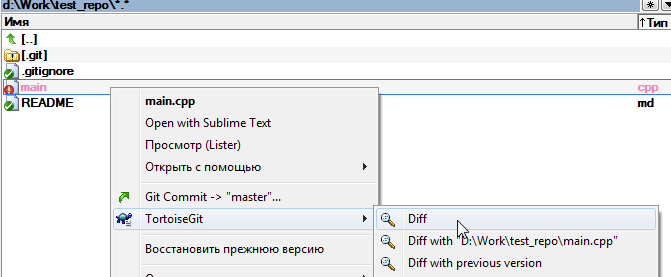 d:\Work\test_repo\*.*
Имя ↑Тип
[..]
[.git]
.gitignore
main cpp
README md
main.cpp
Open with Sublime Text
Просмотр (Lister)
Открыть с помощью
Git Commit -> "master"...
TortoiseGit
Восстановить прежнюю версию
Diff
Diff with "D:\Work\test_repo\main.cpp"
Diff with previous version